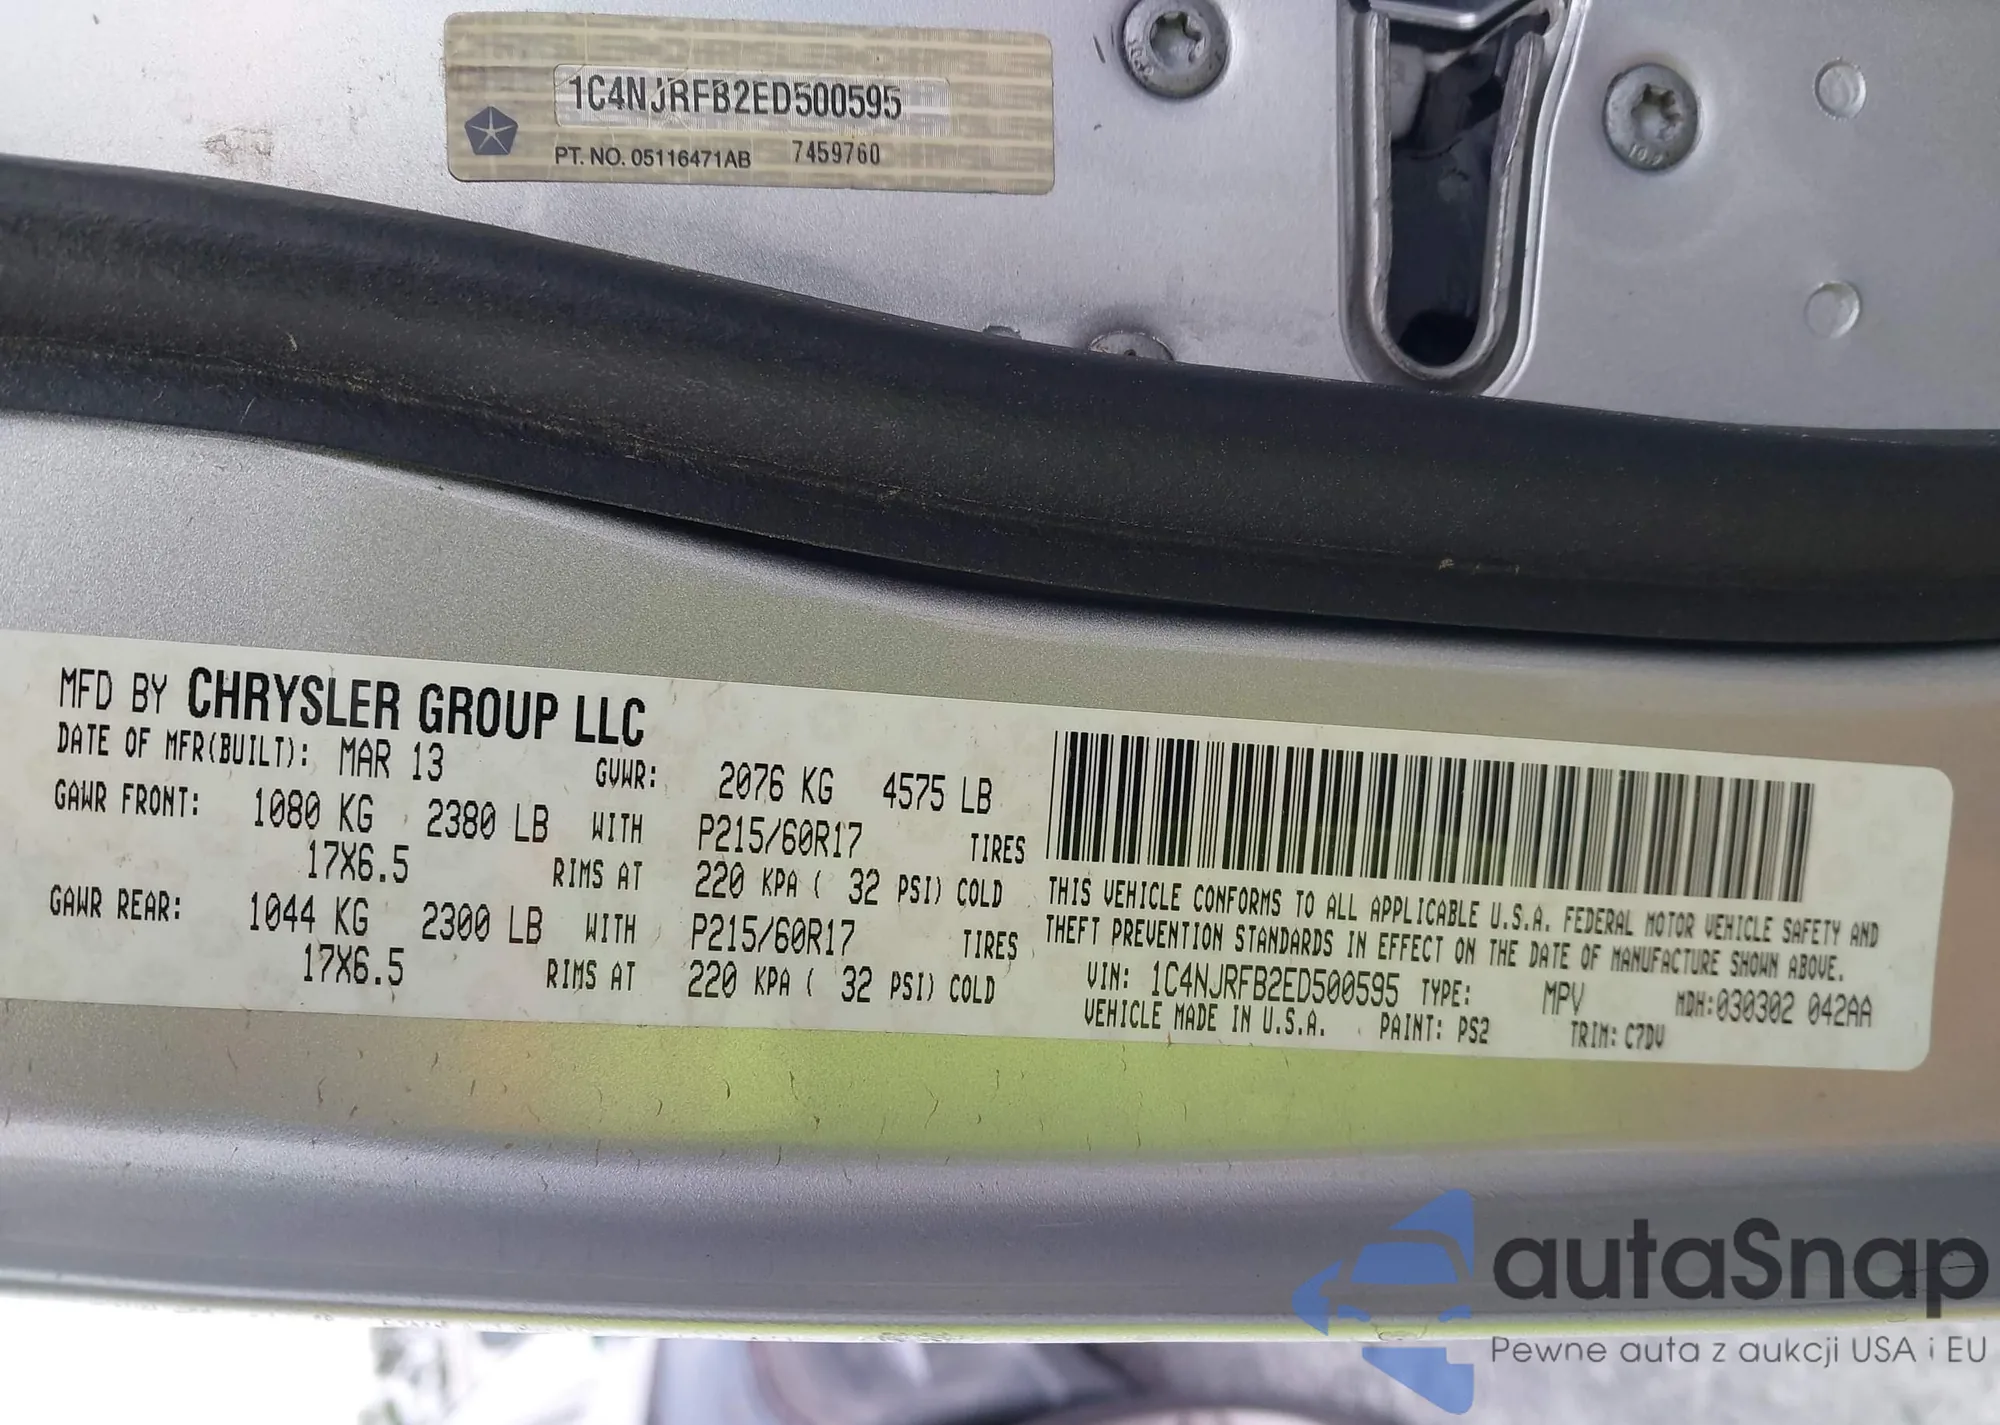 1C4NJRFB2ED500595
PT. NO. 05116471AB 7459760
MFD BY CHRYSLER GROUP LLC
DATE OF MFR(BUILT): MAR 13 GVWR: 2076 KG 4575 LB
GAWR FRONT: 1080 KG 2380 LB WITH P215/60R17 TIRES
17X6.5 RIMS AT 220 KPA ( 32 PSI) COLD
GAWR REAR: 1044 KG 2300 LB WITH P215/60R17 TIRES
17X6.5 RIMS AT 220 KPA ( 32 PSI) COLD
THIS VEHICLE CONFORMS TO ALL APPLICABLE U.S.A. FEDERAL MOTOR VEHICLE SAFETY AND
THEFT PREVENTION STANDARDS IN EFFECT ON THE DATE OF MANUFACTURE SHOWN ABOVE.
VIN: 1C4NJRFB2ED500595 TYPE: MPV MDH:030302 042AA
VEHICLE MADE IN U.S.A. PAINT: PS2 TRIM: C7DV
autaSnap
Pewne auta z aukcji USA i EU